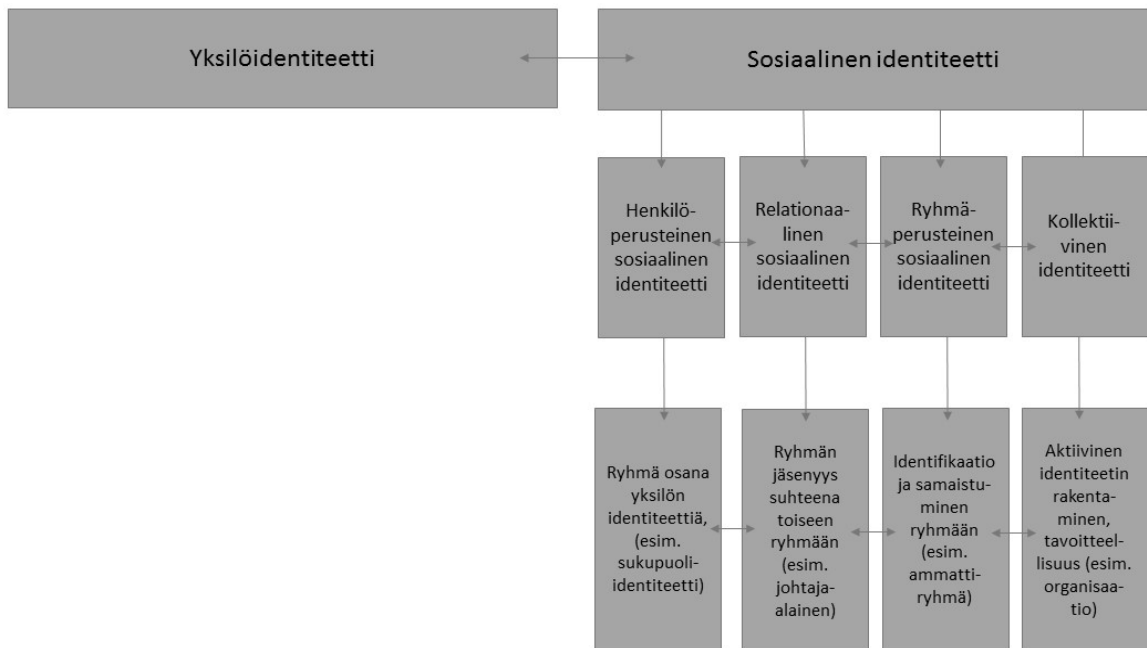 Yksilöidentiteetti
Sosiaalinen identiteetti
Henkilö-
perusteinen
sosiaalinen
identiteetti
Relationaa-
linen
sosiaalinen
identiteetti
Ryhmä-
perusteinen
sosiaalinen
identiteetti
Kollektii-
vinen
identiteetti
Ryhmä osana
yksilön
identiteettiä,
(esim.
sukupuoli-
identiteetti)
Ryhmän
jäsenyys
suhteena
toiseen
ryhmään
(esim.
johtaja-
alainen)
Identifikaatio
ja samaistu-
minen
ryhmään
(esim.
ammatti-
ryhmä)
Aktiivinen
identiteetin
rakenta-
minen,
tavoitteel-
lisuus (esim.
organisaa-
tio)